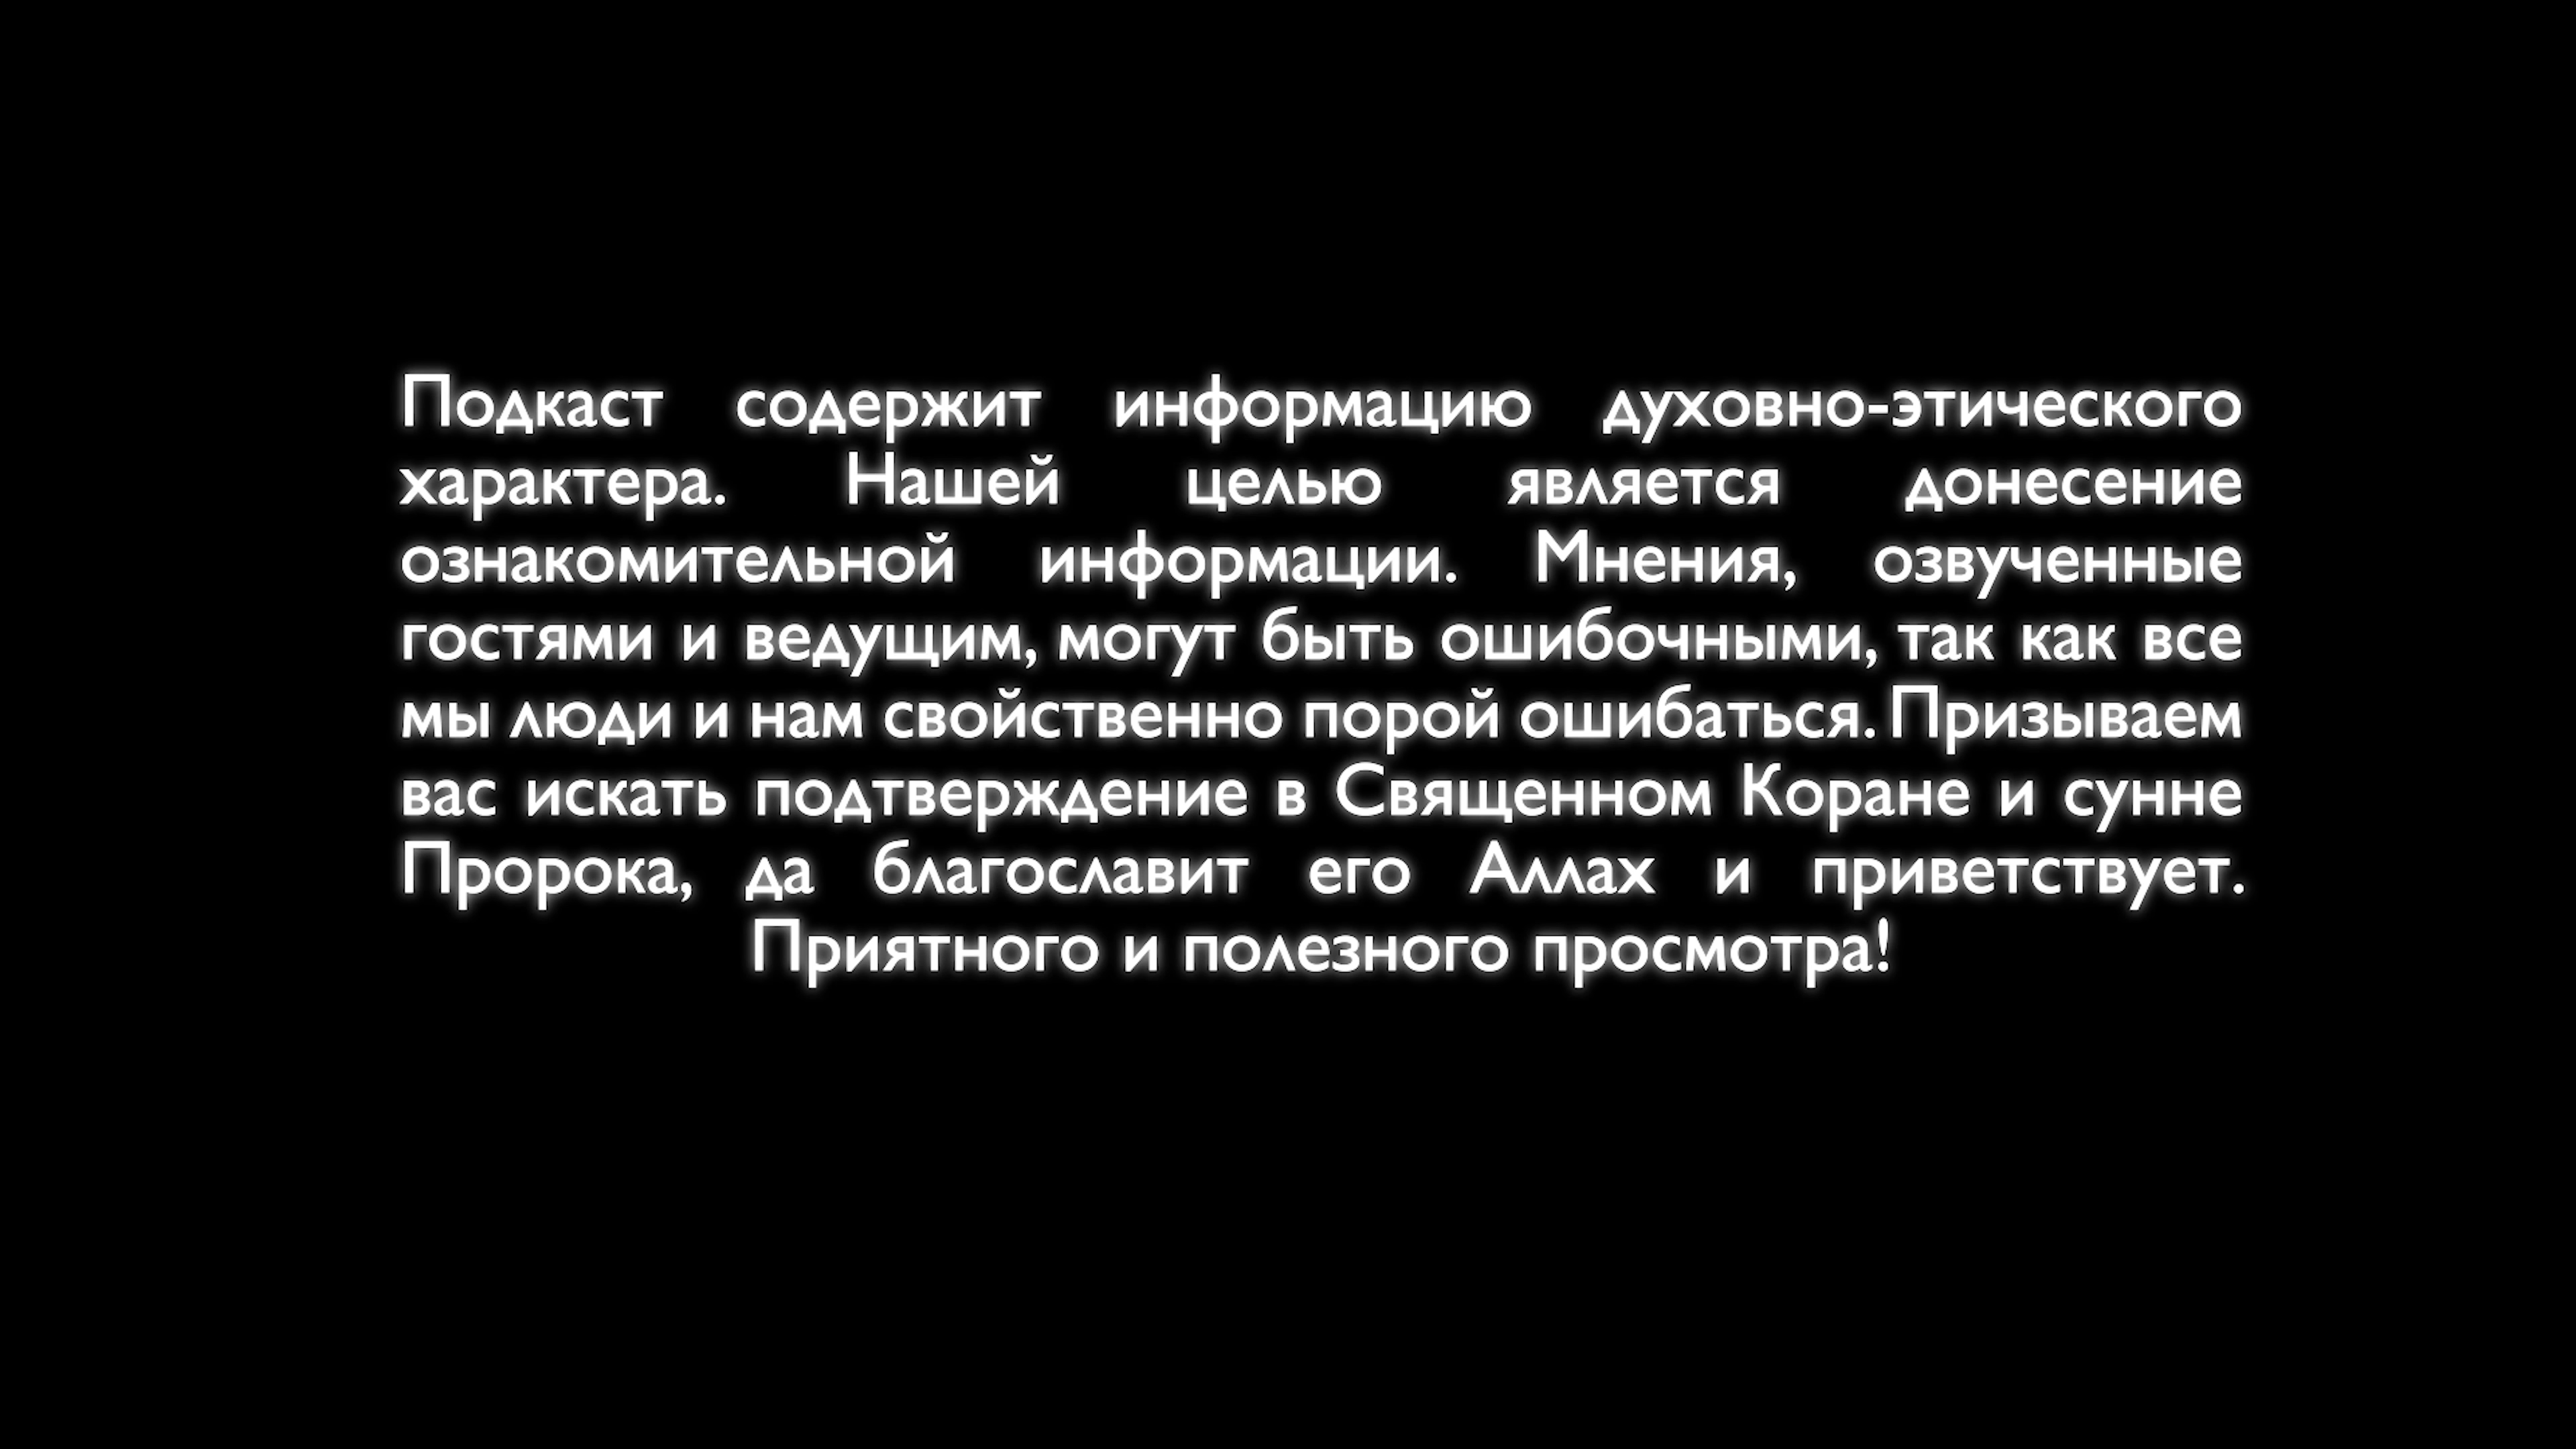 Подкаст содержит информацию духовно-этического
характера. Нашей целью является донесение
ознакомительной информации. Мнения, озвученные
гостями и ведущим, могут быть ошибочными, так как все
мы люди и нам свойственно порой ошибаться. Призываем
вас искать подтверждение в Священном Коране и сунне
Пророка, да благославит его Аллах и приветствует.
Приятного и полезного просмотра!